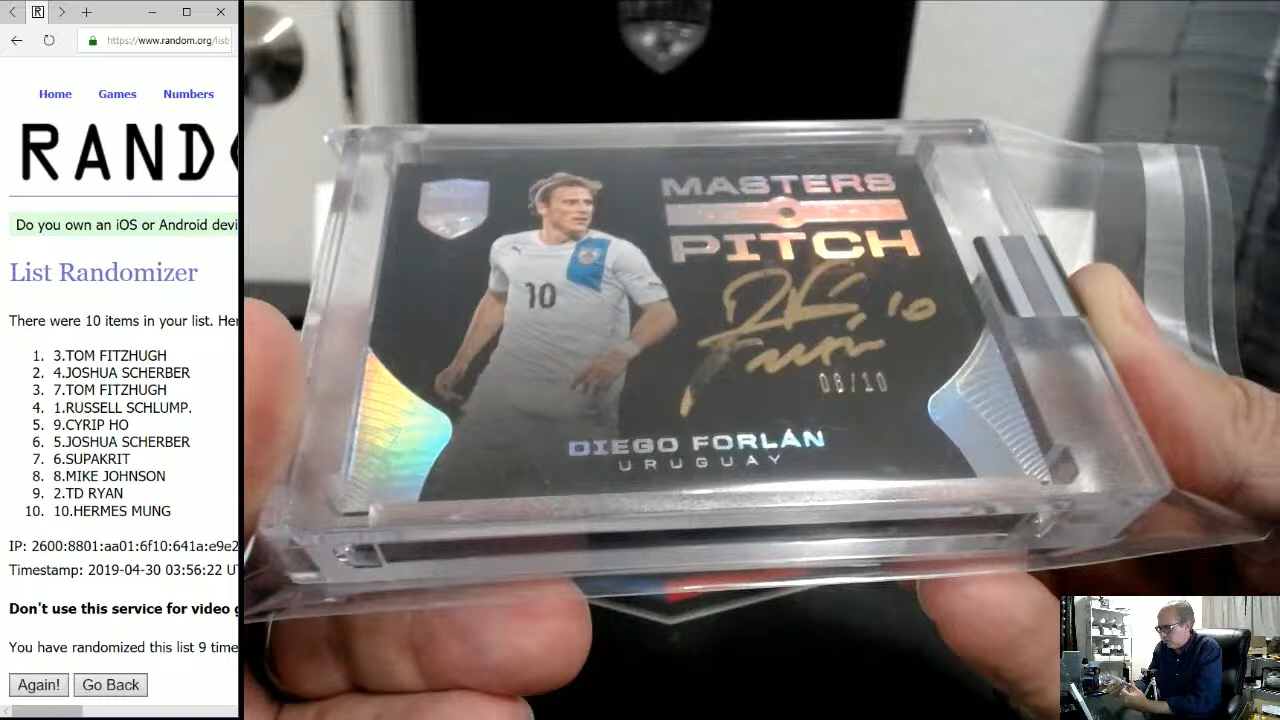 R
https://www.random.org/list
Home Games Numbers
RAND
Do you own an iOS or Android devi
List Randomizer
There were 10 items in your list. Her
1. 3.TOM FITZHUGH
2. 4.JOSHUA SCHERBER
3. 7.TOM FITZHUGH
4. 1.RUSSELL SCHLUMP.
5. 9.CYRIP HO
6. 5.JOSHUA SCHERBER
7. 6.SUPAKRIT
8. 8.MIKE JOHNSON
9. 2.TD RYAN
10. 10.HERMES MUNG
IP: 2600:8801:aa01:6f10:641a:e9e2
Timestamp: 2019-04-30 03:56:22 U
Don't use this service for video g
You have randomized this list 9 time
Again! Go Back
MASTERS
PITCH
10
10
06/10
DIEGO FORLÁN
URUGUAY